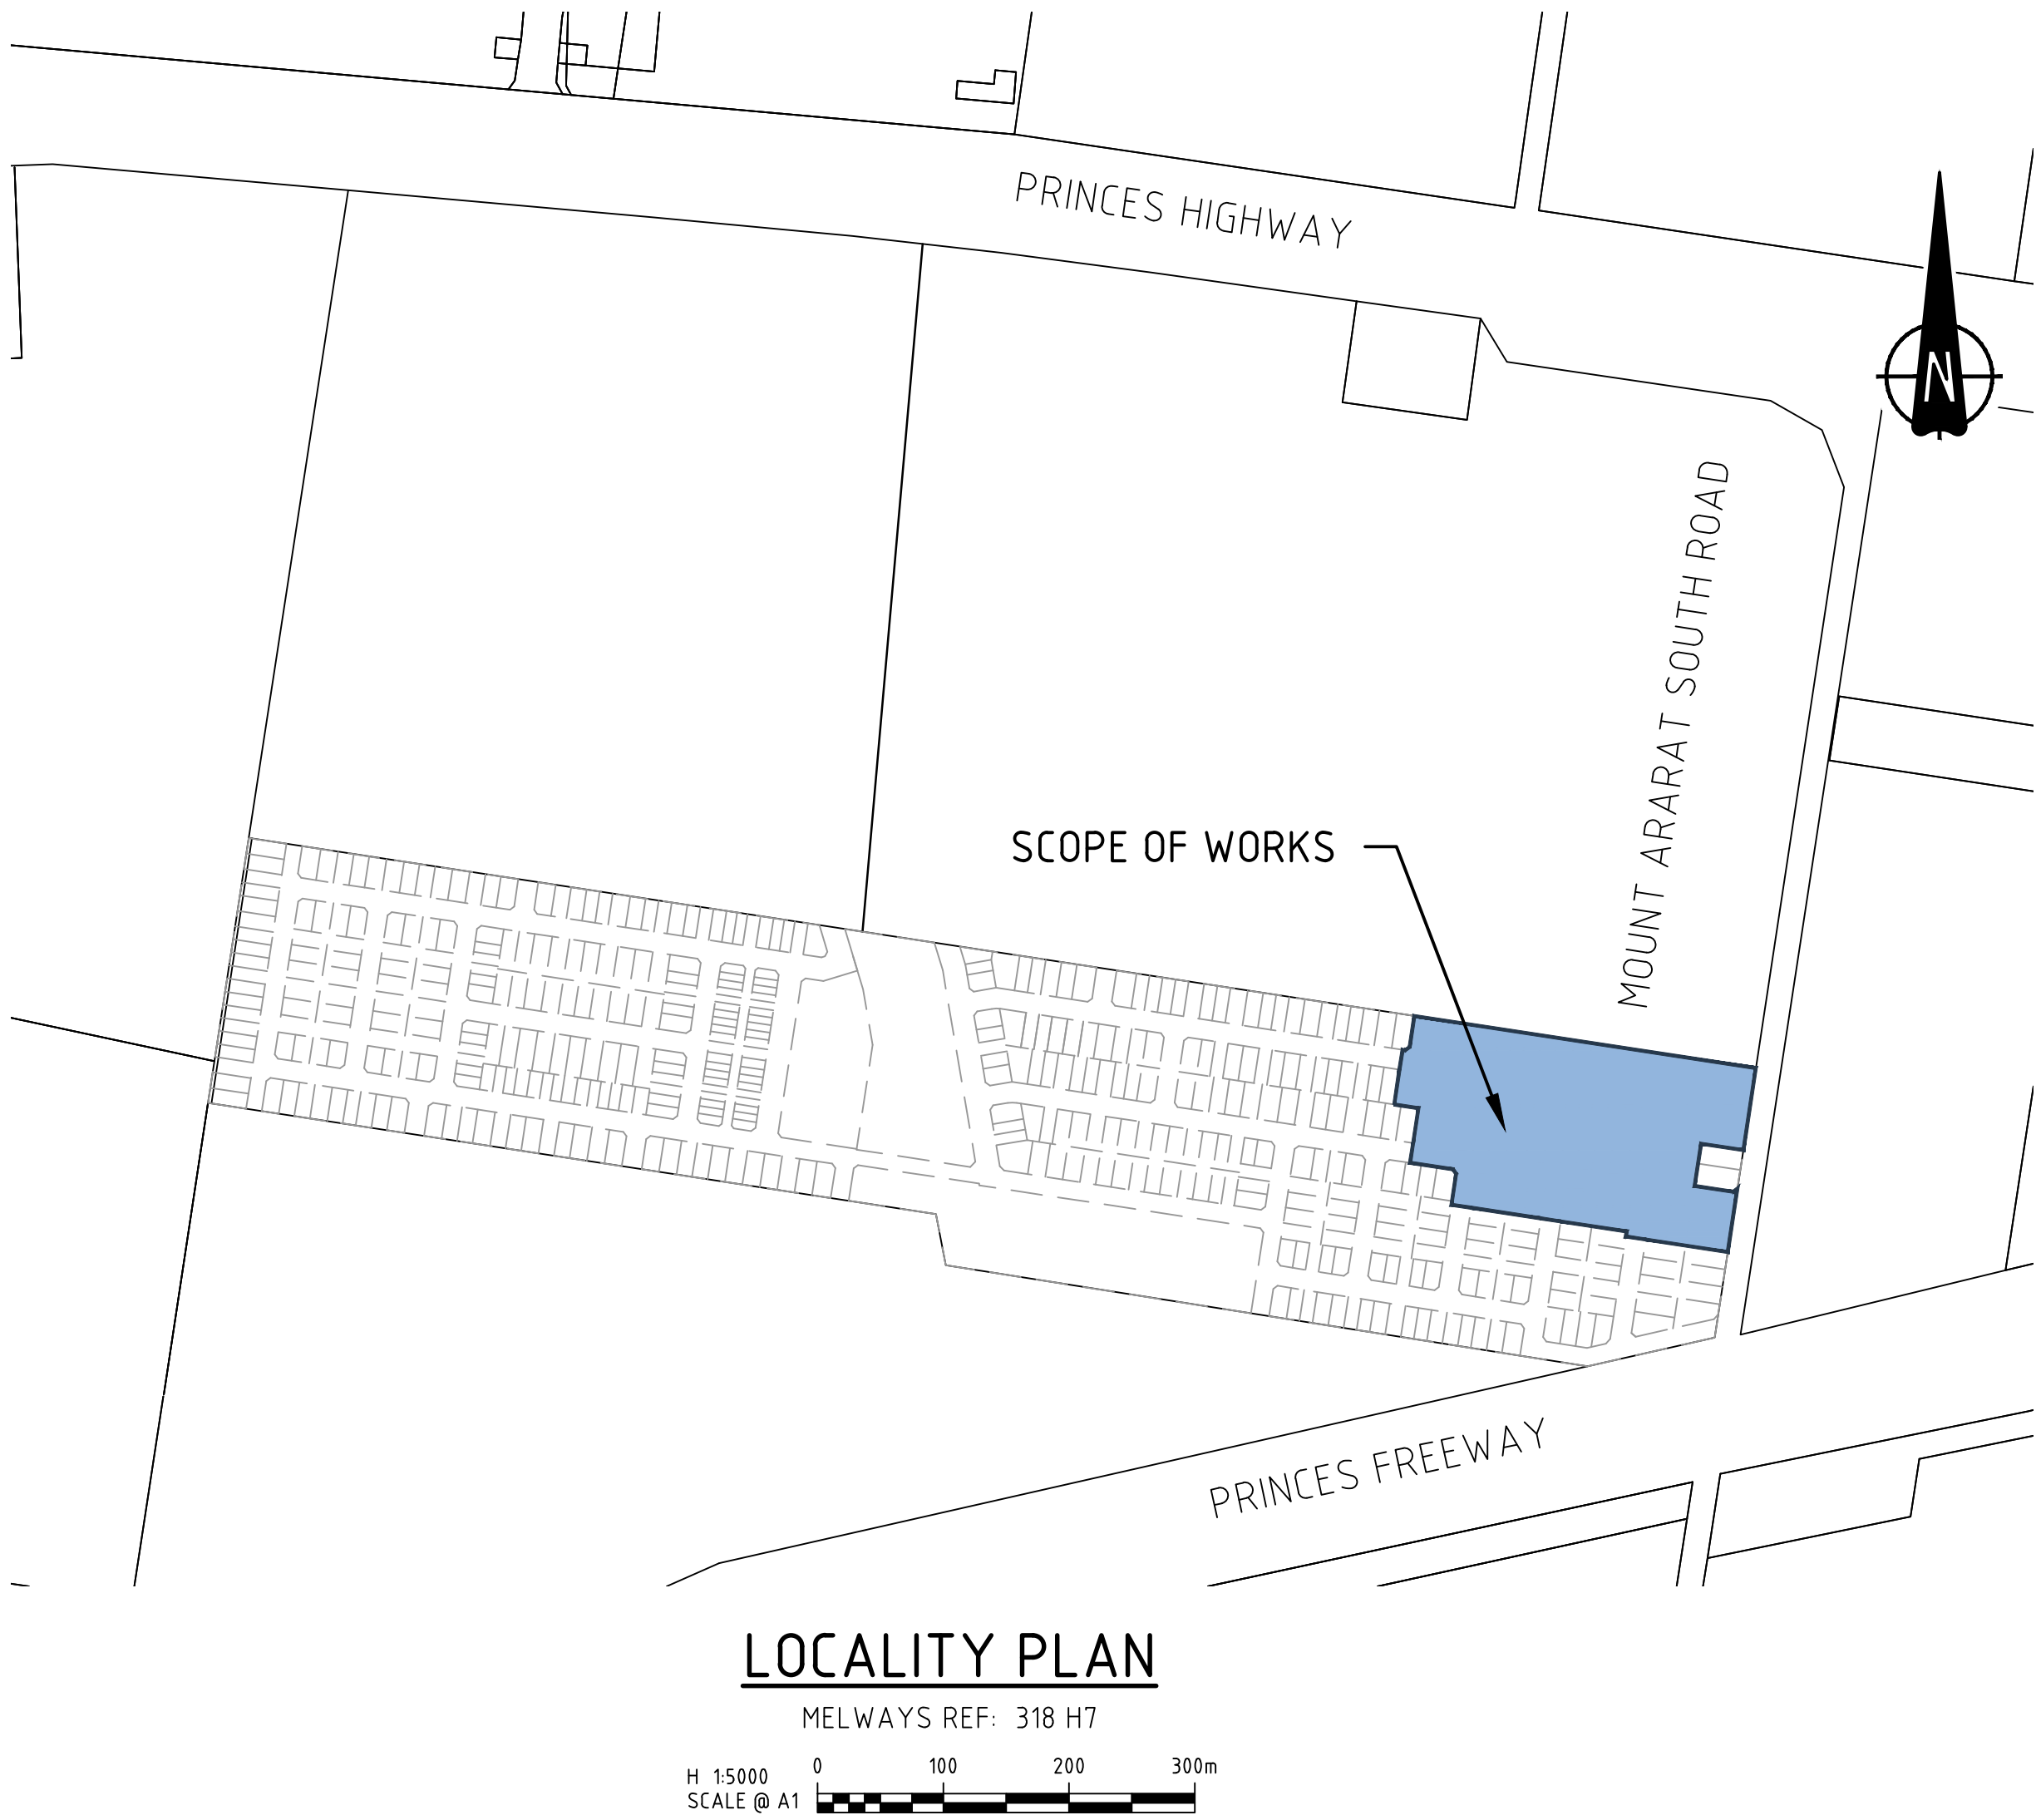 PRINCES HIGHWAY
N
MOUNT ARARAT SOUTH ROAD
SCOPE OF WORKS
PRINCES FREEWAY
LOCALITY PLAN
MELWAYS REF: 318 H7
H 1:5000
SCALE @ A1
0 100 200 300m